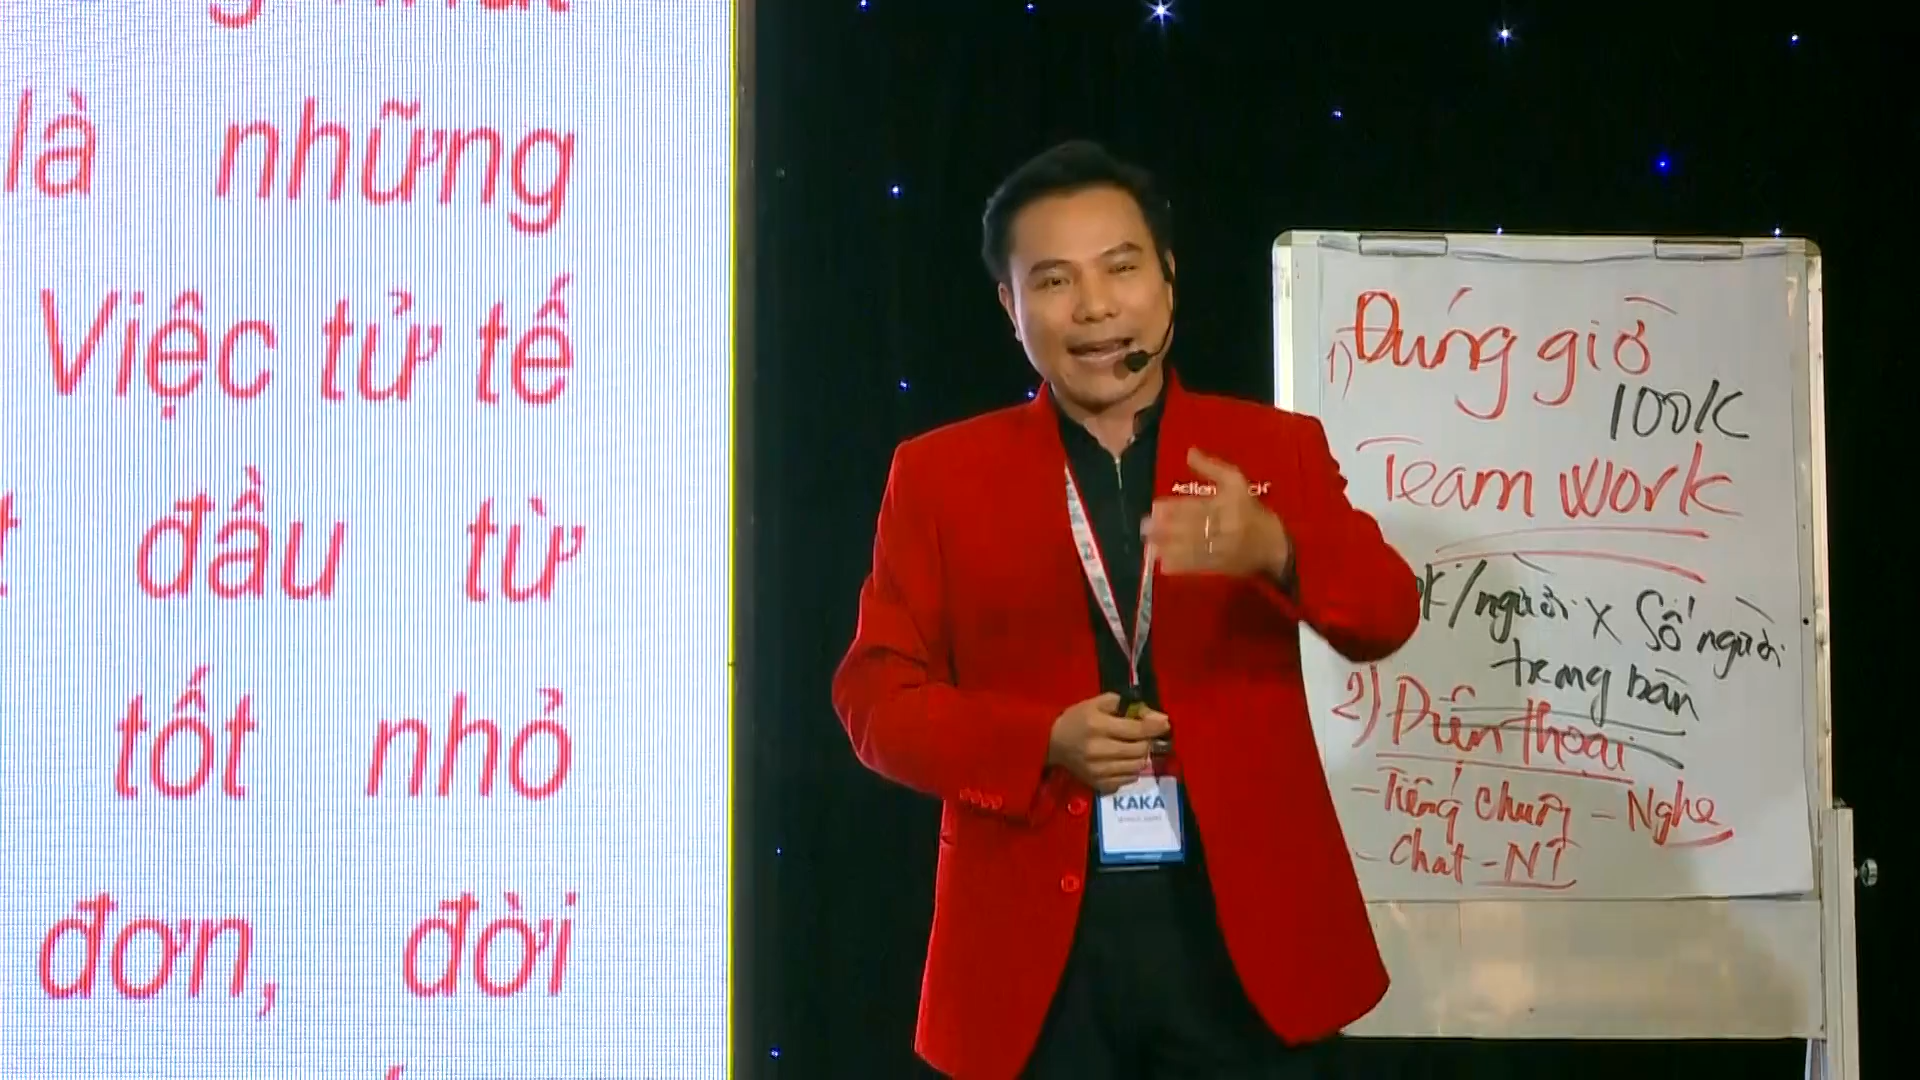 là những
Việc tử tế
đầu từ
tốt nhỏ
đơn, đời
KAKA
1) Đúng giờ
100K
Team work
K/người x Số người
trong bàn
2) Điện thoại
- Tiếng chuông - Nghe
- Chat - NT